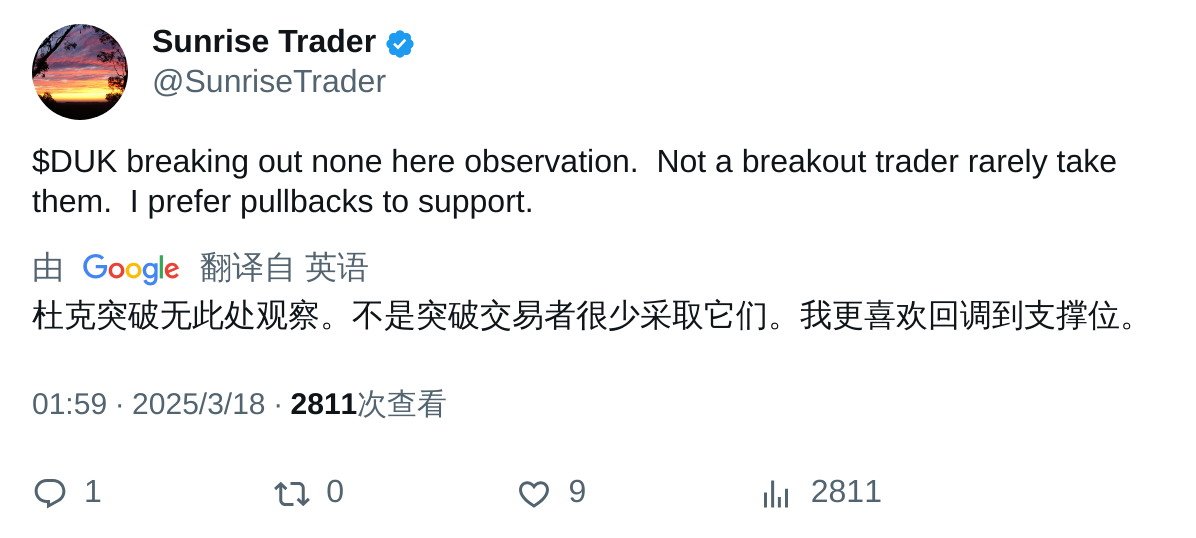 Sunrise Trader
@SunriseTrader
$DUK breaking out none here observation.  Not a breakout trader rarely take
them.  I prefer pullbacks to support.
由 Google 翻译自 英语
杜克突破无此处观察。不是突破交易者很少采取它们。我更喜欢回调到支撑位。
01:59 · 2025/3/18 · 2811次查看
1 0 9 2811